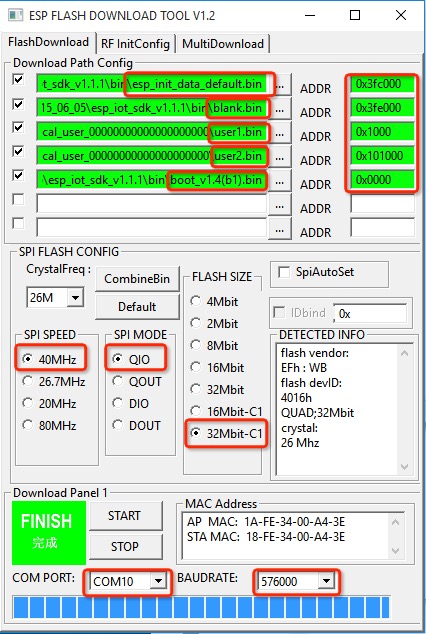 ESP FLASH DOWNLOAD TOOL V1.2
FlashDownload RF InitConfig MultiDownload
Download Path Config
t_sdk_v1.1.1\bin\esp_init_data_default.bin ... ADDR 0x3fc000
15_06_05\esp_iot_sdk_v1.1.1\bin\blank.bin ... ADDR 0x3fe000
cal_user_00000000000000000000\user1.bin ... ADDR 0x1000
cal_user_00000000000000000000\user2.bin ... ADDR 0x101000
\esp_iot_sdk_v1.1.1\bin\boot_v1.4(b1).bin ... ADDR 0x0000
... ADDR
... ADDR
SPI FLASH CONFIG
CrystalFreq :
26M
CombineBin
Default
SPI SPEED
40MHz
26.7MHz
20MHz
80MHz
SPI MODE
QIO
QOUT
DIO
DOUT
FLASH SIZE
4Mbit
2Mbit
8Mbit
16Mbit
32Mbit
16Mbit-C1
32Mbit-C1
SpiAutoSet
IDbind 0x
DETECTED INFO
flash vendor:
EFh : WB
flash devID:
4016h
QUAD;32Mbit
crystal:
26 Mhz
Download Panel 1
FINISH
完成
START
STOP
MAC Address
AP MAC: 1A-FE-34-00-A4-3E
STA MAC: 18-FE-34-00-A4-3E
COM PORT: COM10 BAUDRATE: 576000